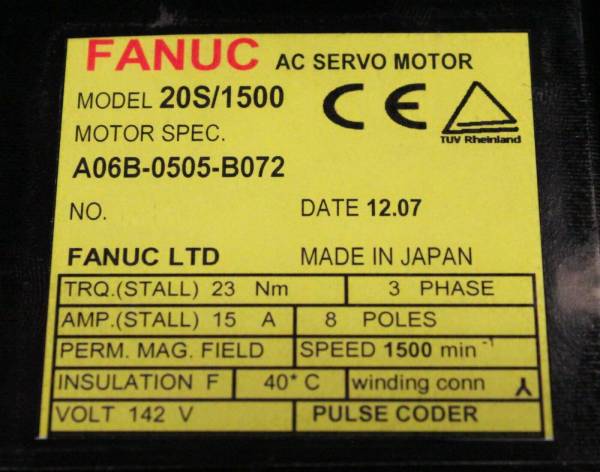 FANUC AC SERVO MOTOR
MODEL 20S/1500
MOTOR SPEC.
A06B-0505-B072
CE
TUV Rheinland
NO. DATE 12.07
FANUC LTD MADE IN JAPAN
TRQ.(STALL) 23 Nm 3 PHASE
AMP.(STALL) 15 A 8 POLES
PERM. MAG. FIELD SPEED 1500 min⁻¹
INSULATION F 40° C winding conn
VOLT 142 V PULSE CODER